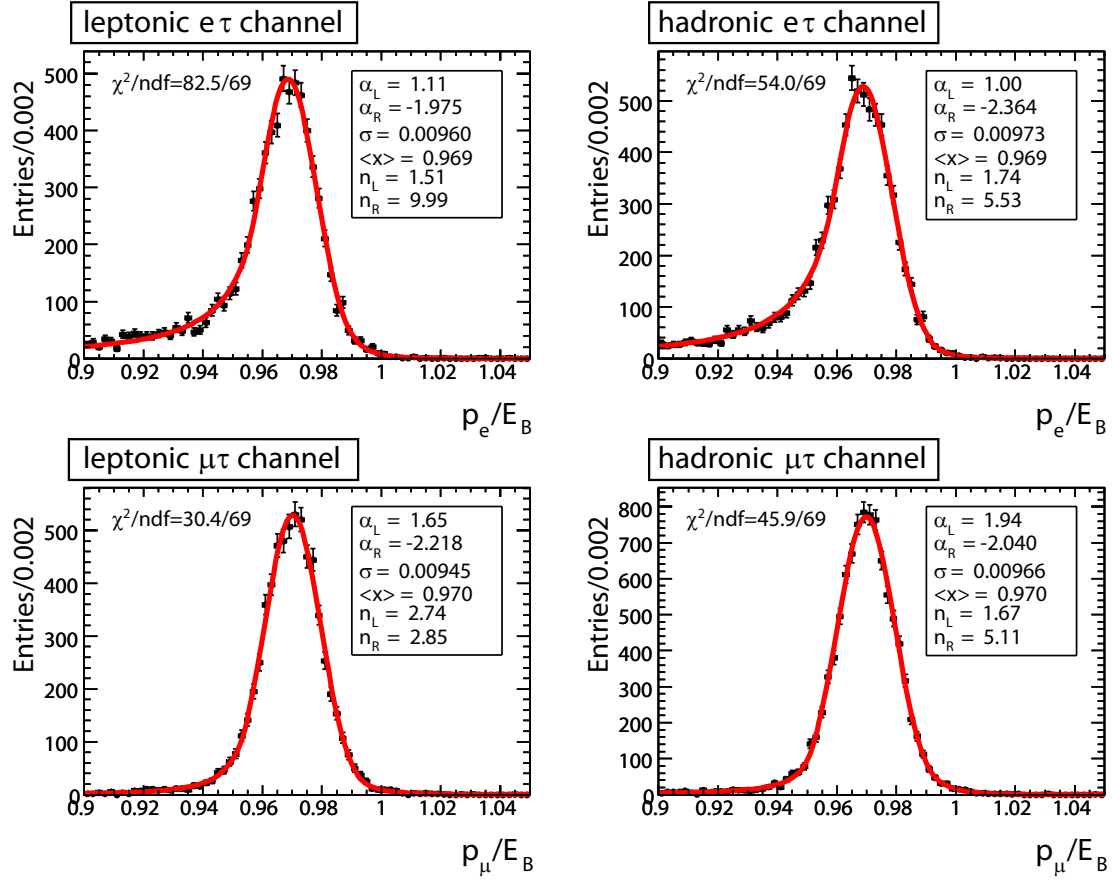 leptonic e τ channel
χ²/ndf=82.5/69
α_L = 1.11
α_R = -1.975
σ = 0.00960
<x> = 0.969
n_L = 1.51
n_R = 9.99
Entries/0.002
500
400
300
200
100
0
0.9 0.92 0.94 0.96 0.98 1 1.02 1.04
p_e/E_B
hadronic e τ channel
χ²/ndf=54.0/69
α_L = 1.00
α_R = -2.364
σ = 0.00973
<x> = 0.969
n_L = 1.74
n_R = 5.53
Entries/0.002
500
400
300
200
100
0
0.9 0.92 0.94 0.96 0.98 1 1.02 1.04
p_e/E_B
leptonic μτ channel
χ²/ndf=30.4/69
α_L = 1.65
α_R = -2.218
σ = 0.00945
<x> = 0.970
n_L = 2.74
n_R = 2.85
Entries/0.002
500
400
300
200
100
0
0.9 0.92 0.94 0.96 0.98 1 1.02 1.04
p_μ/E_B
hadronic μτ channel
χ²/ndf=45.9/69
α_L = 1.94
α_R = -2.040
σ = 0.00966
<x> = 0.970
n_L = 1.67
n_R = 5.11
Entries/0.002
800
700
600
500
400
300
200
100
0
0.9 0.92 0.94 0.96 0.98 1 1.02 1.04
p_μ/E_B